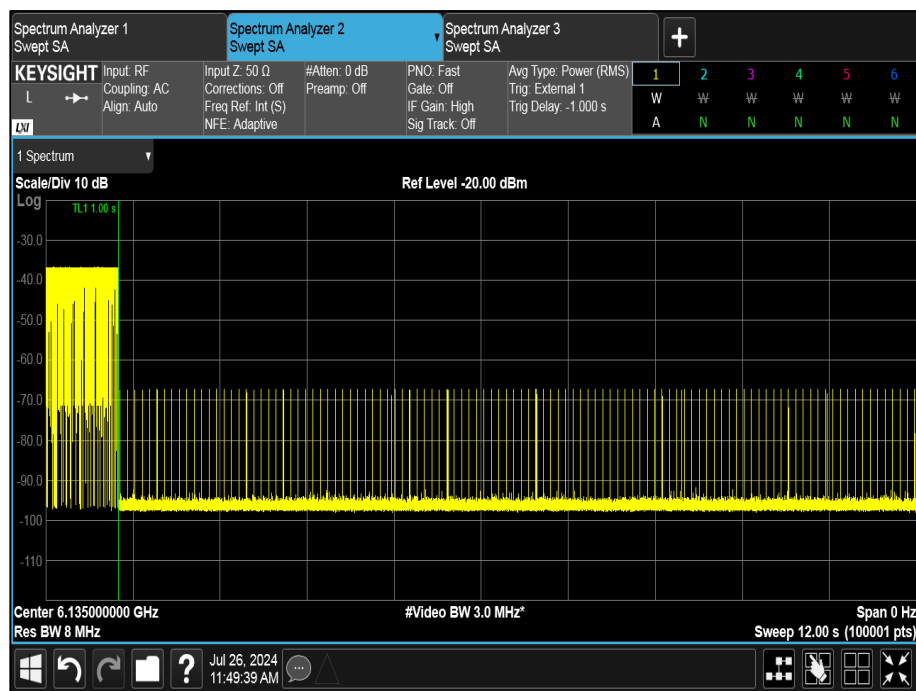 Spectrum Analyzer 1
Swept SA
Spectrum Analyzer 2
Swept SA
Spectrum Analyzer 3
Swept SA
+
KEYSIGHT
L
LXI
Input: RF
Coupling: AC
Align: Auto
Input Z: 50 Ω
Corrections: Off
Freq Ref: Int (S)
NFE: Adaptive
#Atten: 0 dB
Preamp: Off
PNO: Fast
Gate: Off
IF Gain: High
Sig Track: Off
Avg Type: Power (RMS)
Trig: External 1
Trig Delay: -1.000 s
1 2 3 4 5 6
W W W W W W
A N N N N N
1 Spectrum
Scale/Div 10 dB
Ref Level -20.00 dBm
Log
TL1 1.00 s
-30.0
-40.0
-50.0
-60.0
-70.0
-80.0
-90.0
-100
-110
Center 6.135000000 GHz
#Video BW 3.0 MHz*
Span 0 Hz
Res BW 8 MHz
Sweep 12.00 s (100001 pts)
?
Jul 26, 2024
11:49:39 AM